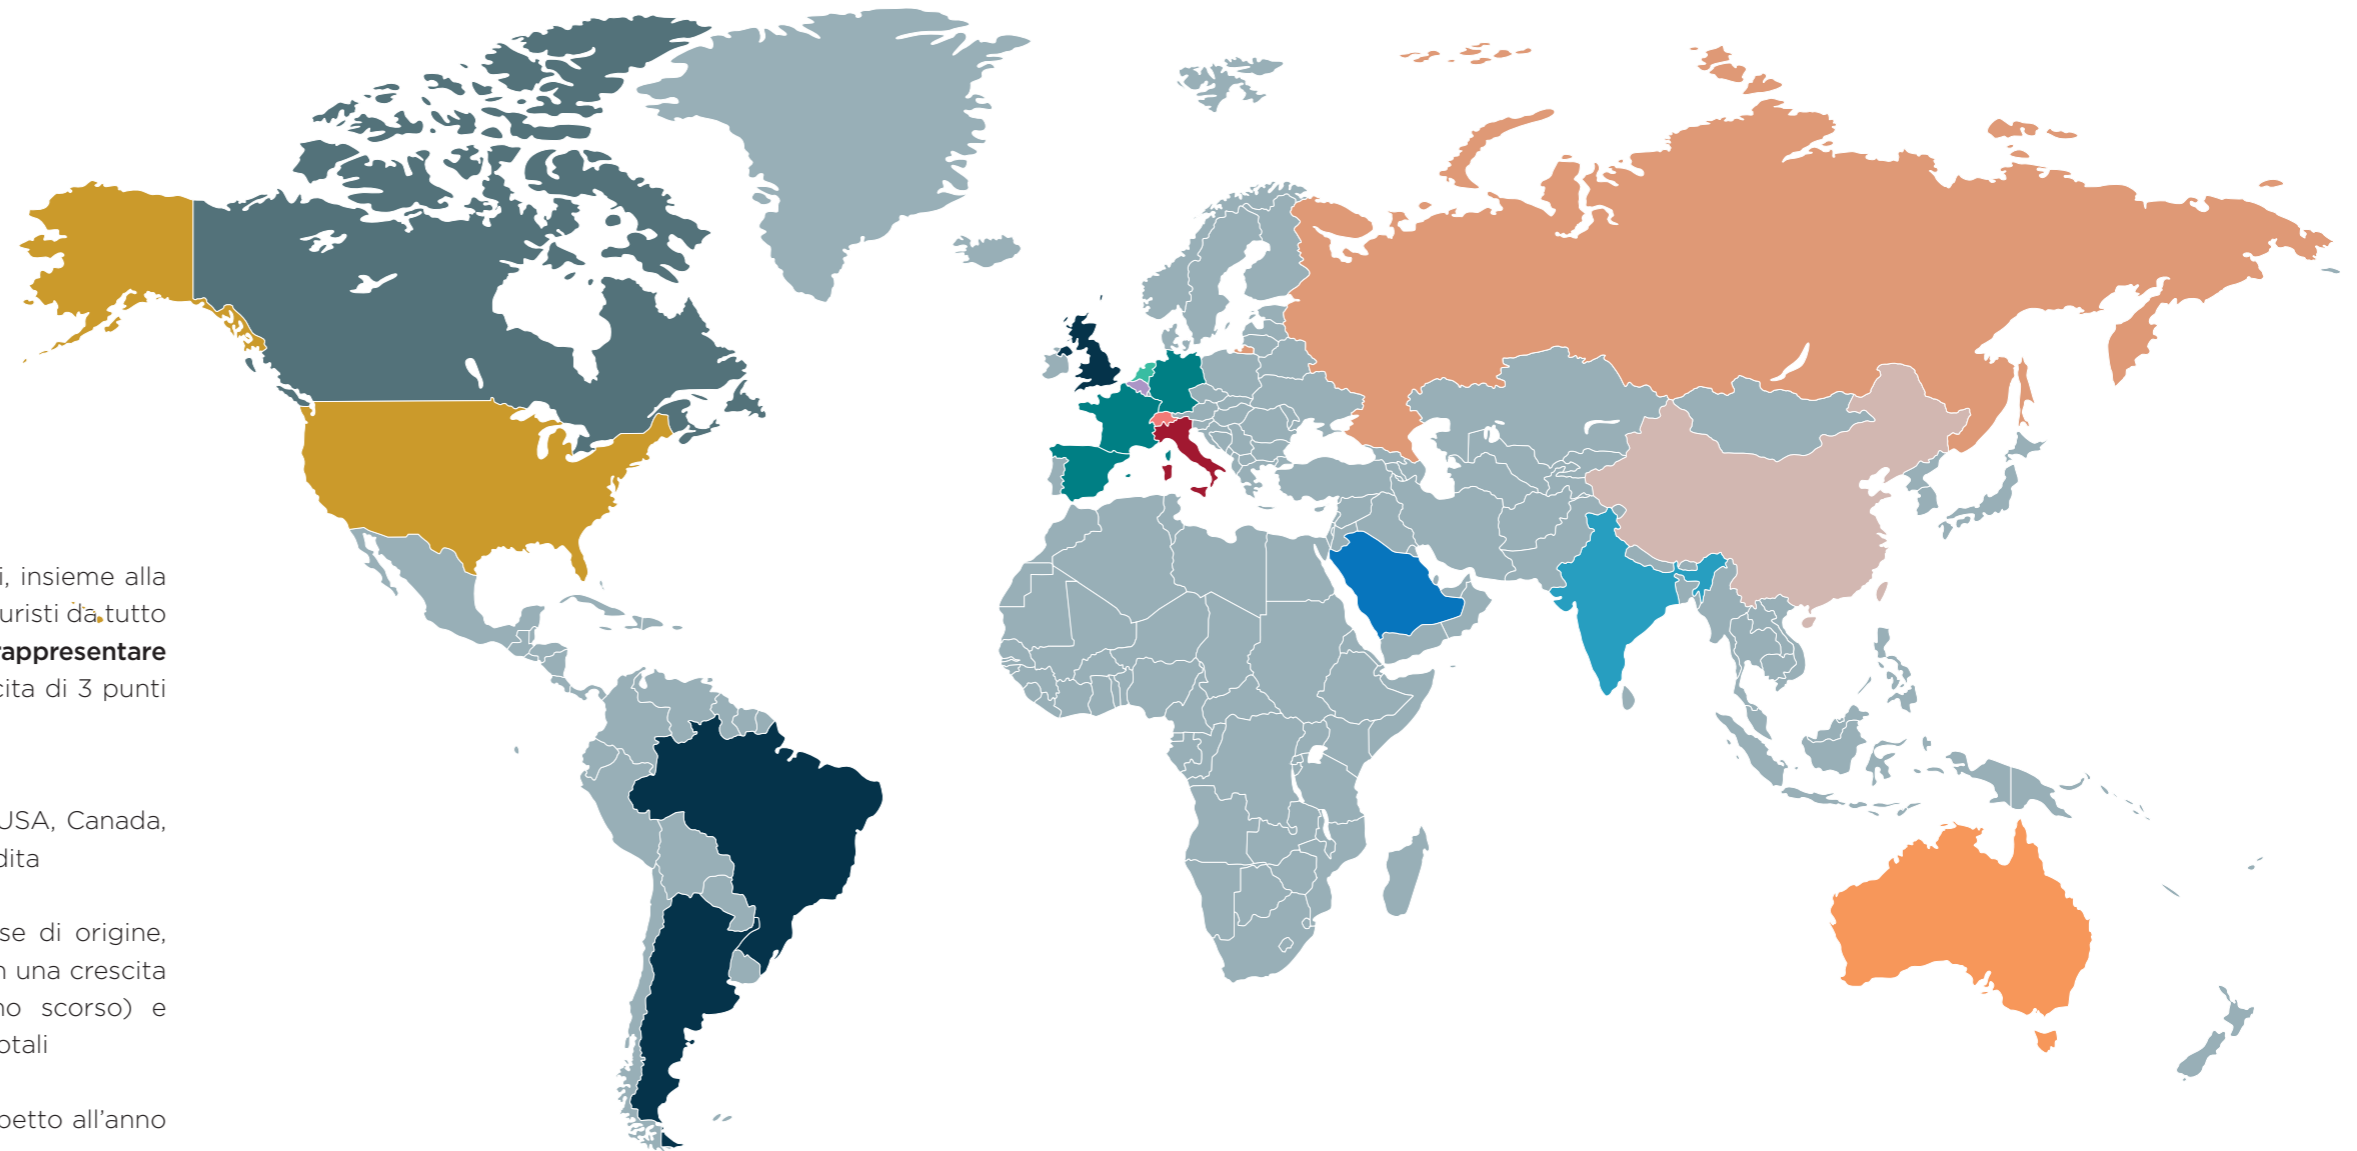 i, insieme alla
uristi da tutto
rappresentare
cita di 3 punti
USA, Canada,
dita
se di origine,
n una crescita
no scorso) e
otali
petto all'anno